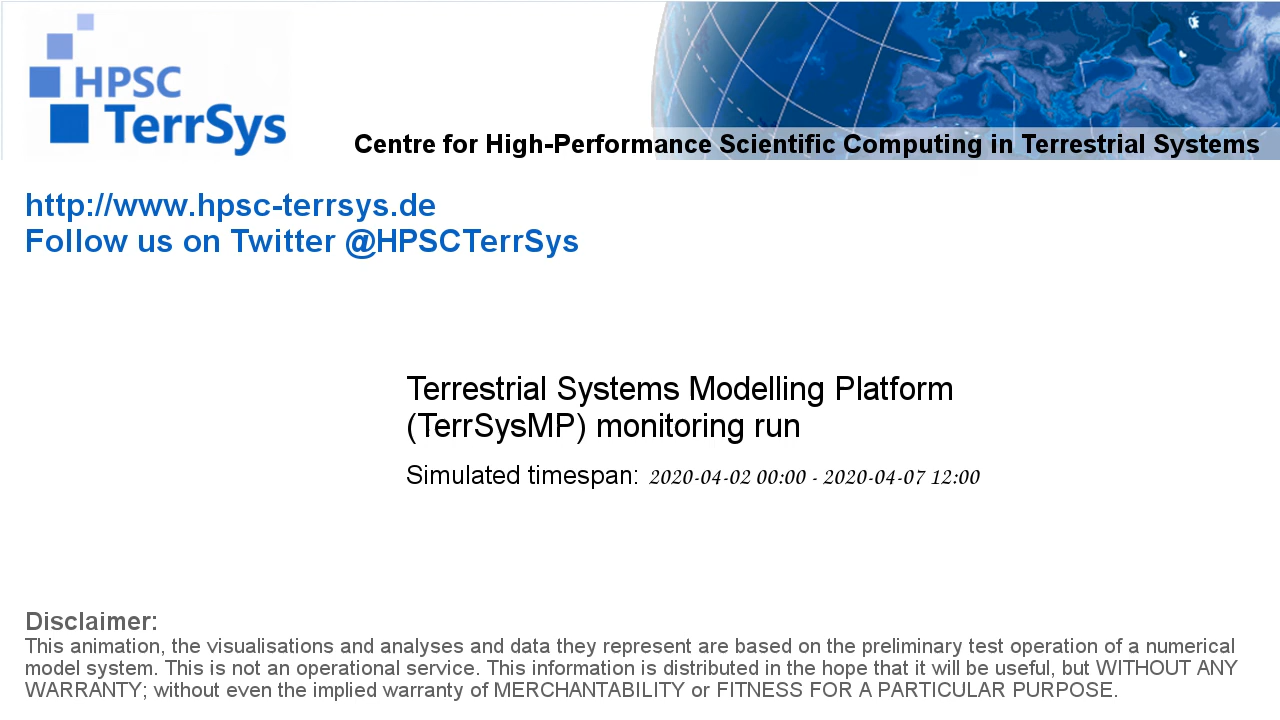 HPSC
TerrSys
Centre for High-Performance Scientific Computing in Terrestrial Systems
http://www.hpsc-terrsys.de
Follow us on Twitter @HPSCTerrSys
Terrestrial Systems Modelling Platform
(TerrSysMP) monitoring run
Simulated timespan: 2020-04-02 00:00 - 2020-04-07 12:00
Disclaimer:
This animation, the visualisations and analyses and data they represent are based on the preliminary test operation of a numerical
model system. This is not an operational service. This information is distributed in the hope that it will be useful, but WITHOUT ANY
WARRANTY; without even the implied warranty of MERCHANTABILITY or FITNESS FOR A PARTICULAR PURPOSE.